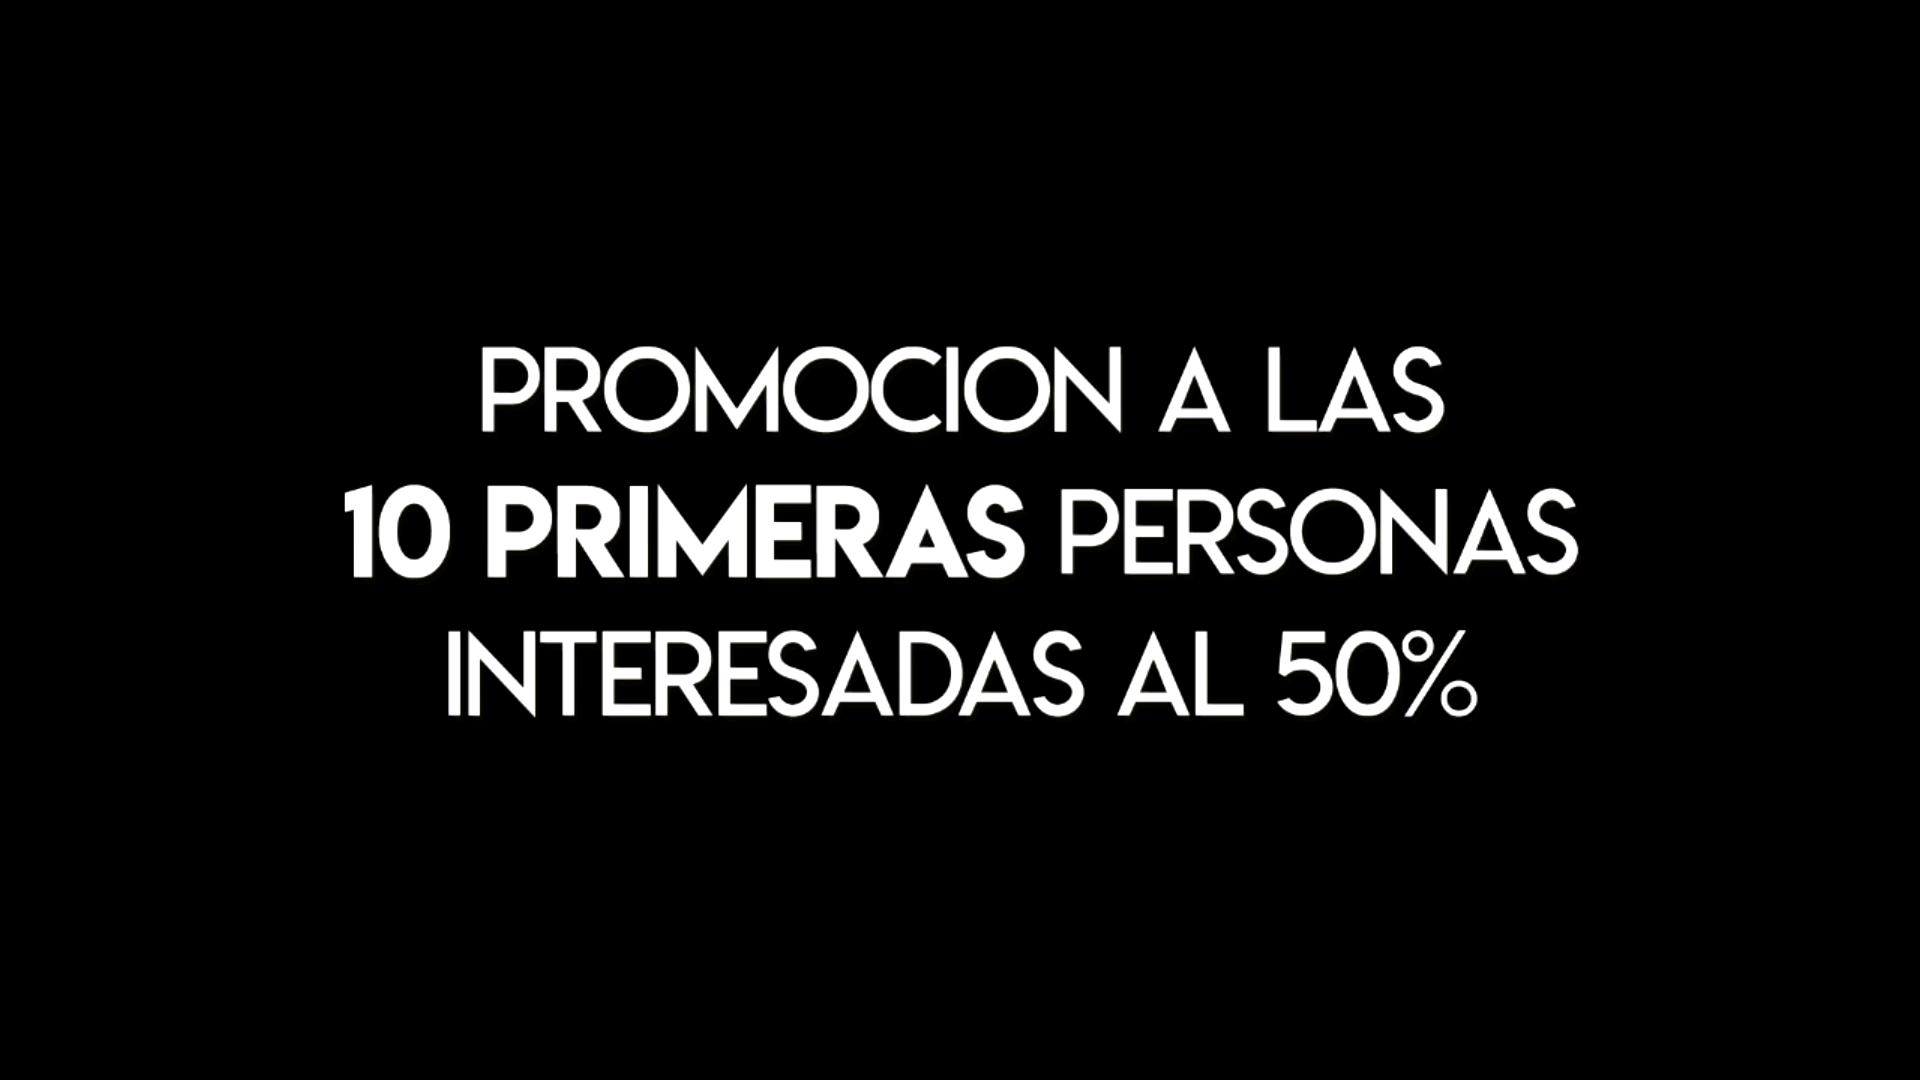 PROMOCION A LAS
10 PRIMERAS PERSONAS
INTERESADAS AL 50%